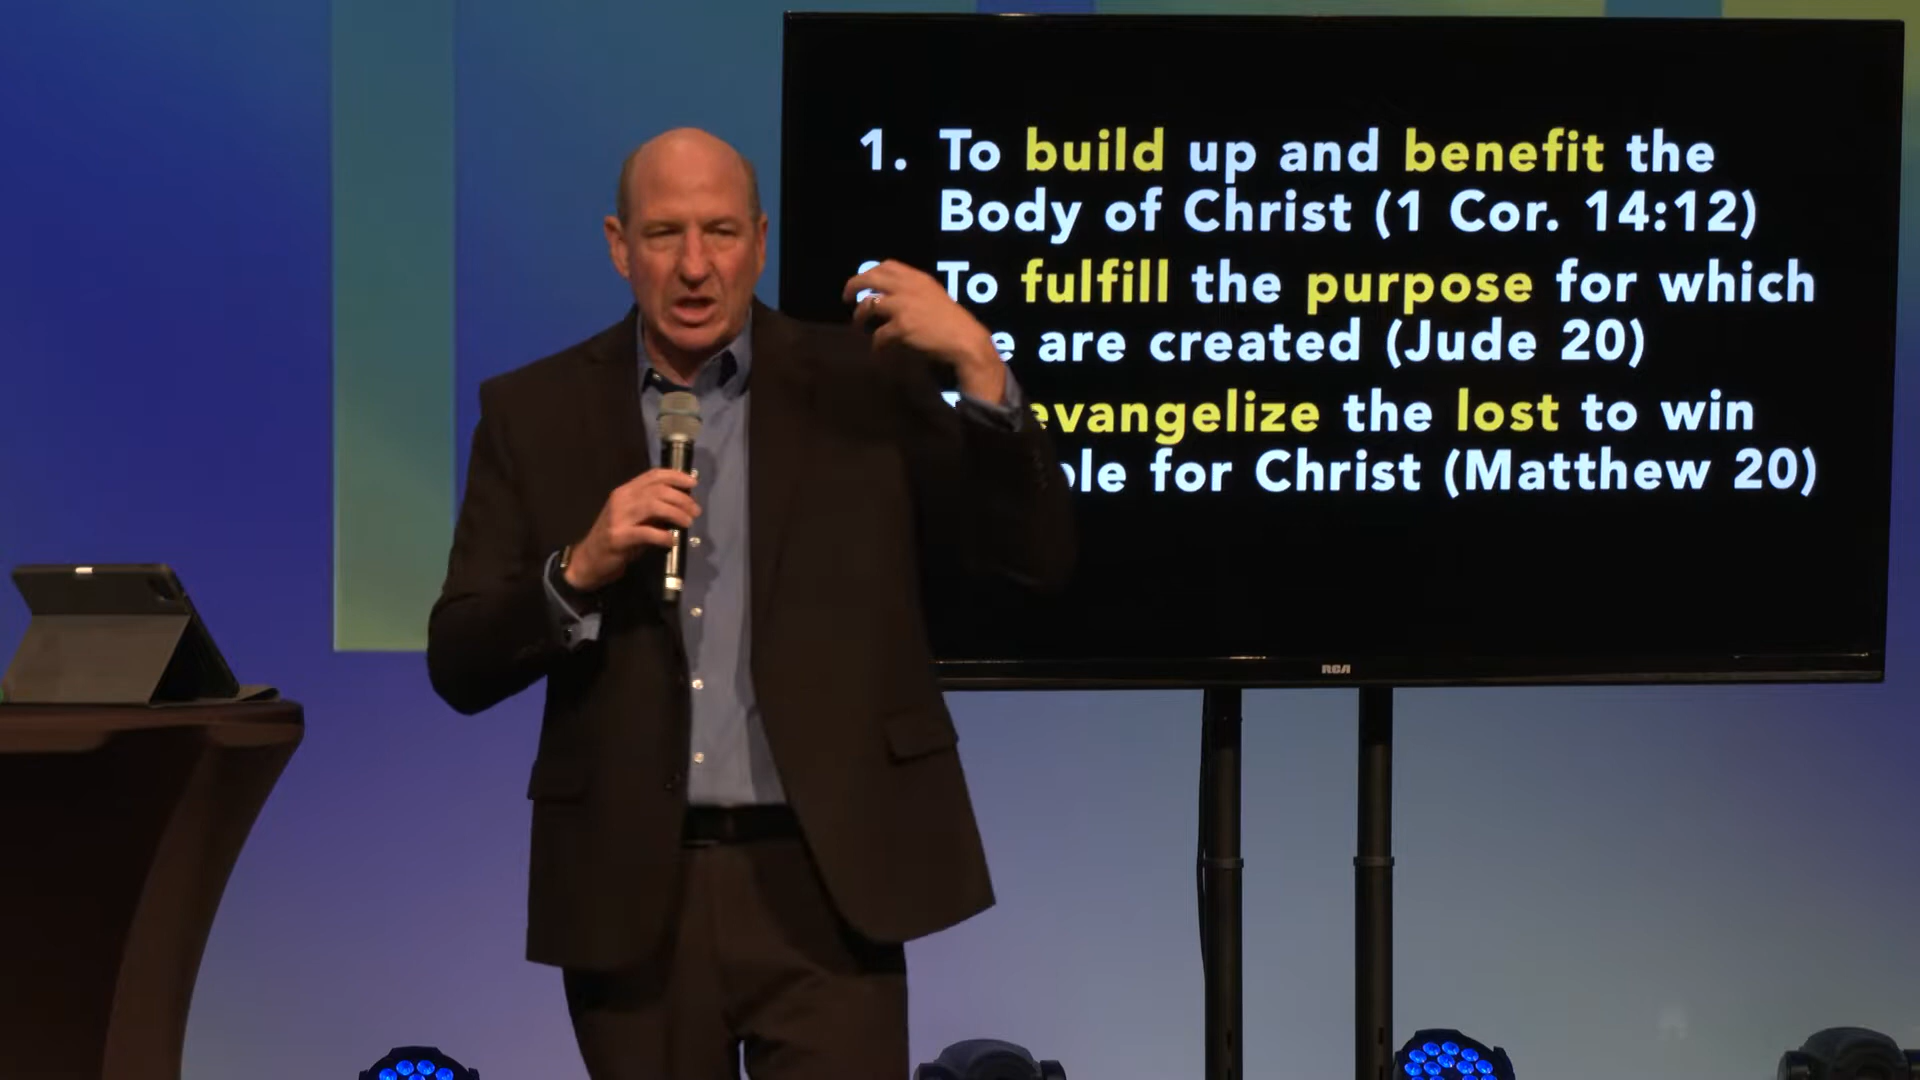 1. To build up and benefit the
Body of Christ (1 Cor. 14:12)
To fulfill the purpose for which
are created (Jude 20)
evangelize the lost to win
for Christ (Matthew 20)
RCA